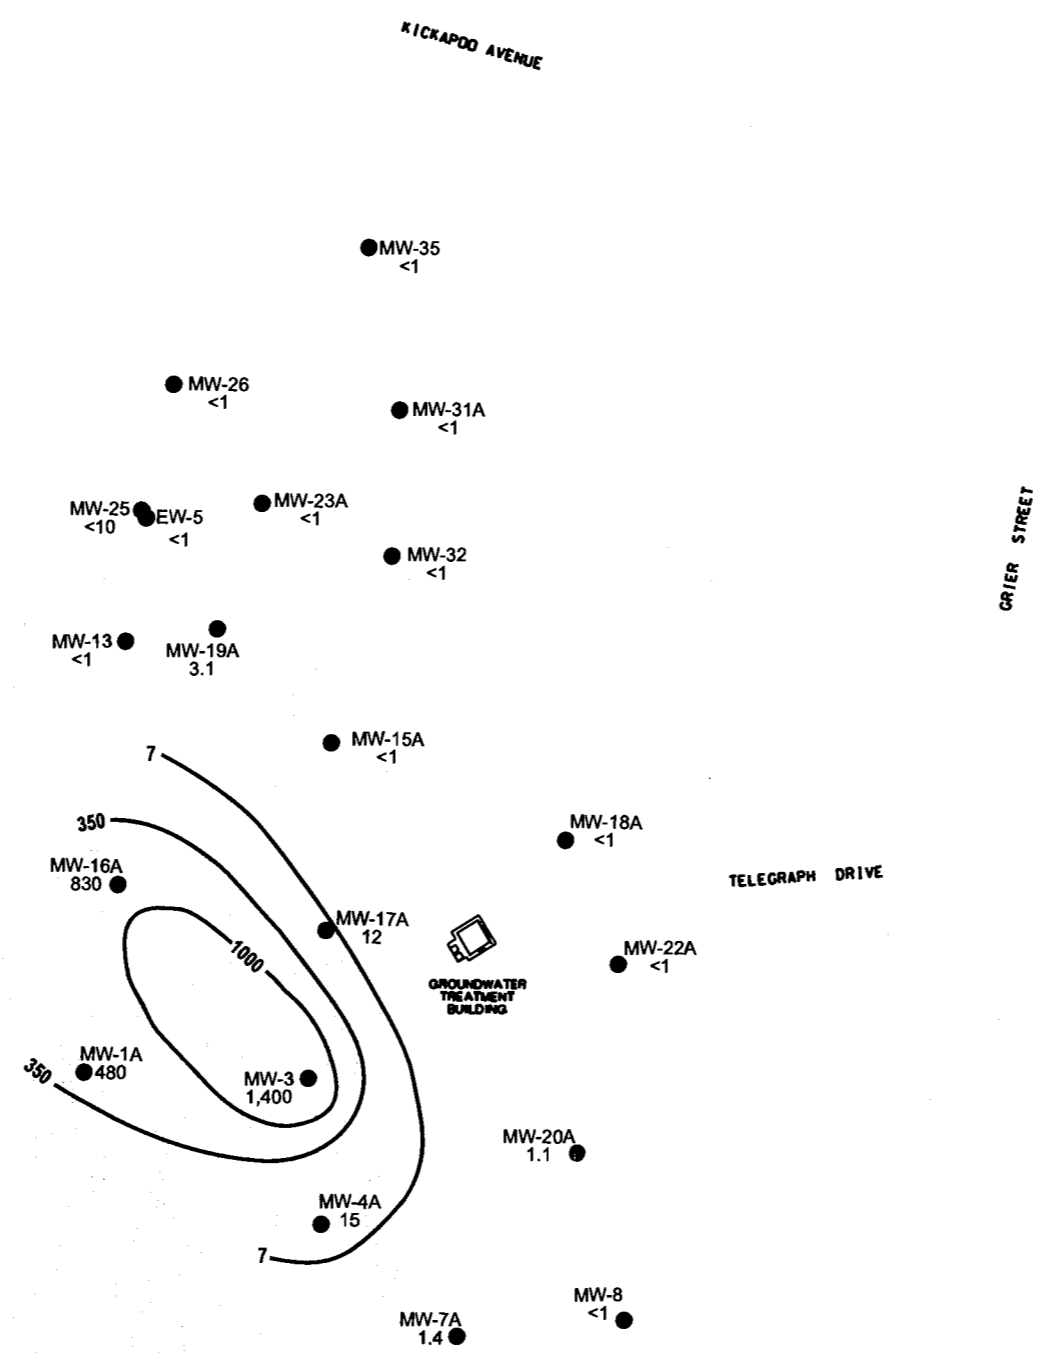 KICKAPOO AVENUE
MW-35
<1
MW-26
<1
MW-31A
<1
MW-25
<10
EW-5
<1
MW-23A
<1
MW-32
<1
GRIER STREET
MW-13
<1
MW-19A
3.1
MW-15A
<1
7
350
MW-18A
<1
MW-16A
830
TELEGRAPH DRIVE
MW-17A
12
1000
MW-22A
<1
GROUNDWATER
TREATMENT
BUILDING
MW-1A
480
350
MW-3
1,400
MW-20A
1.1
MW-4A
15
7
MW-8
<1
MW-7A
1.4